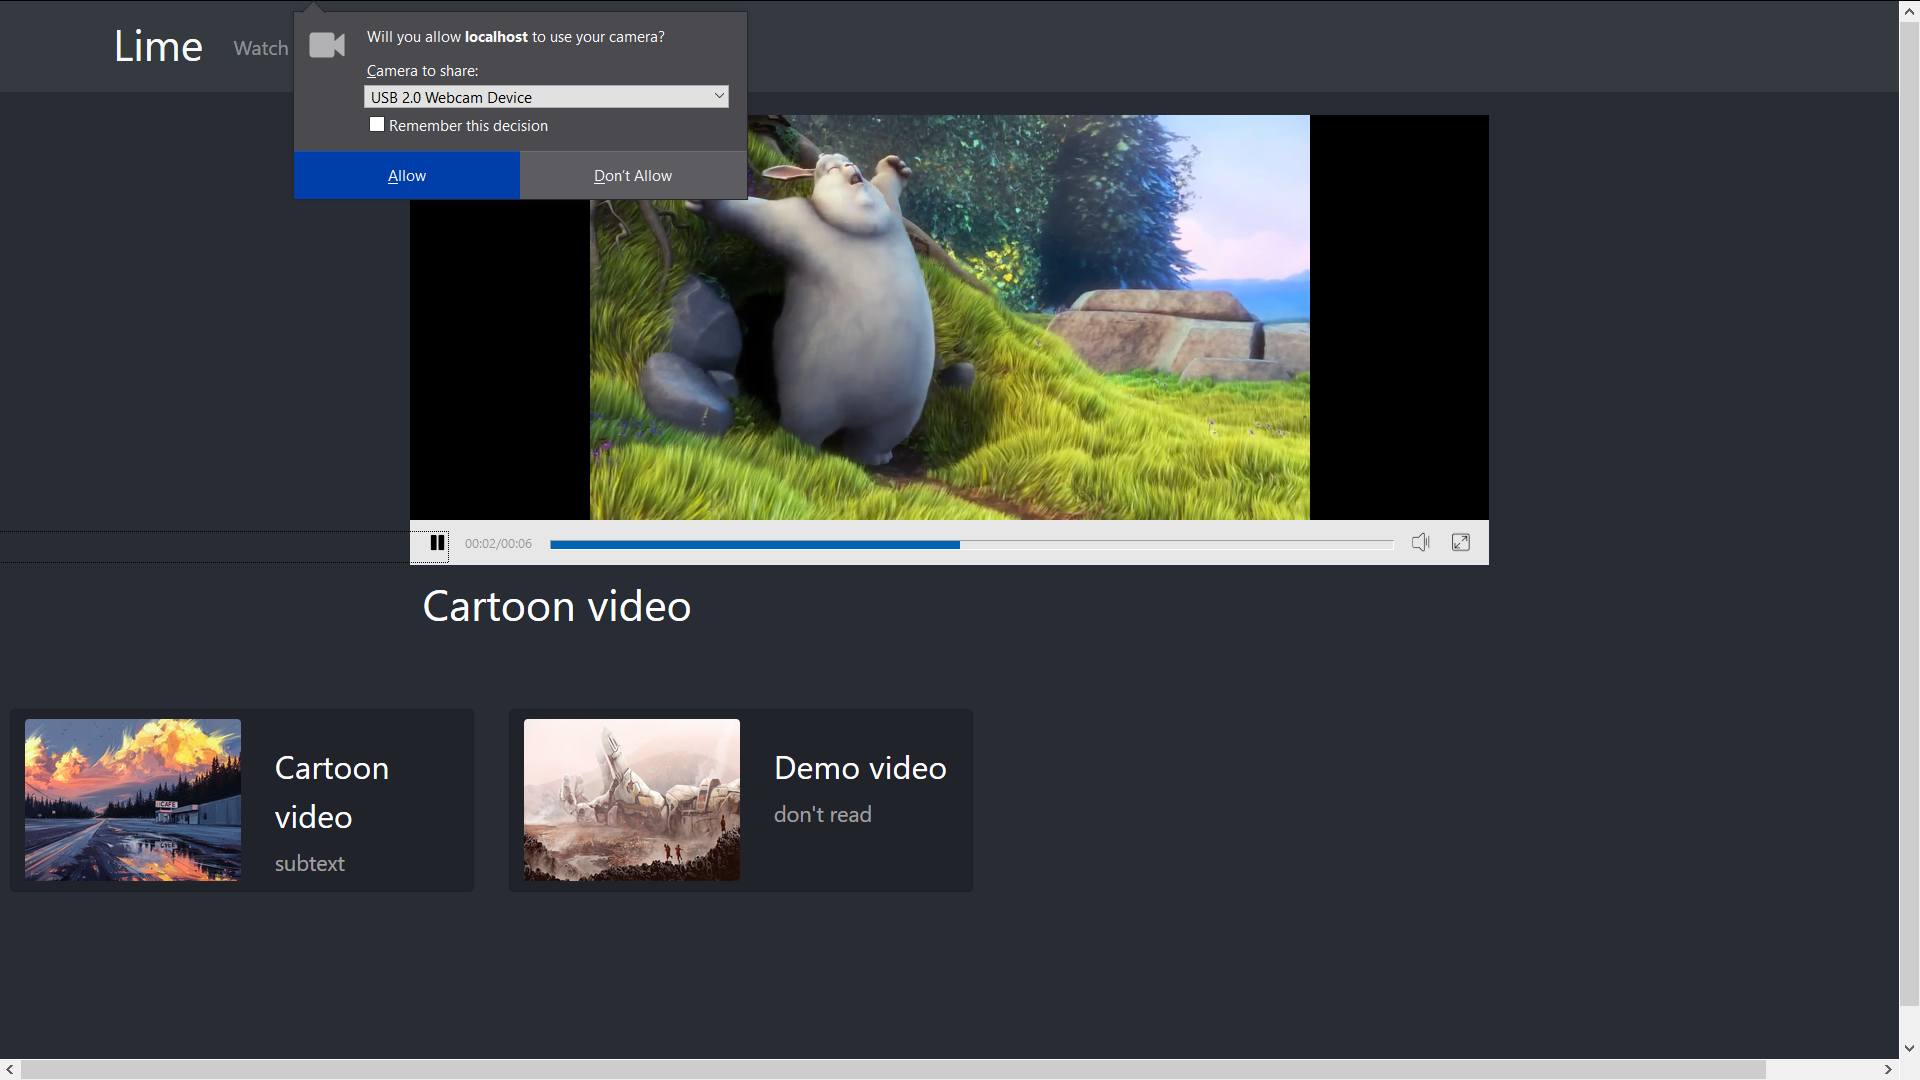 Lime
Watch
Will you allow localhost to use your camera?
Camera to share:
USB 2.0 Webcam Device
Remember this decision
Allow
Don't Allow
00:02/00:06
Cartoon video
CAFE
Cartoon
video
subtext
Demo video
don't read